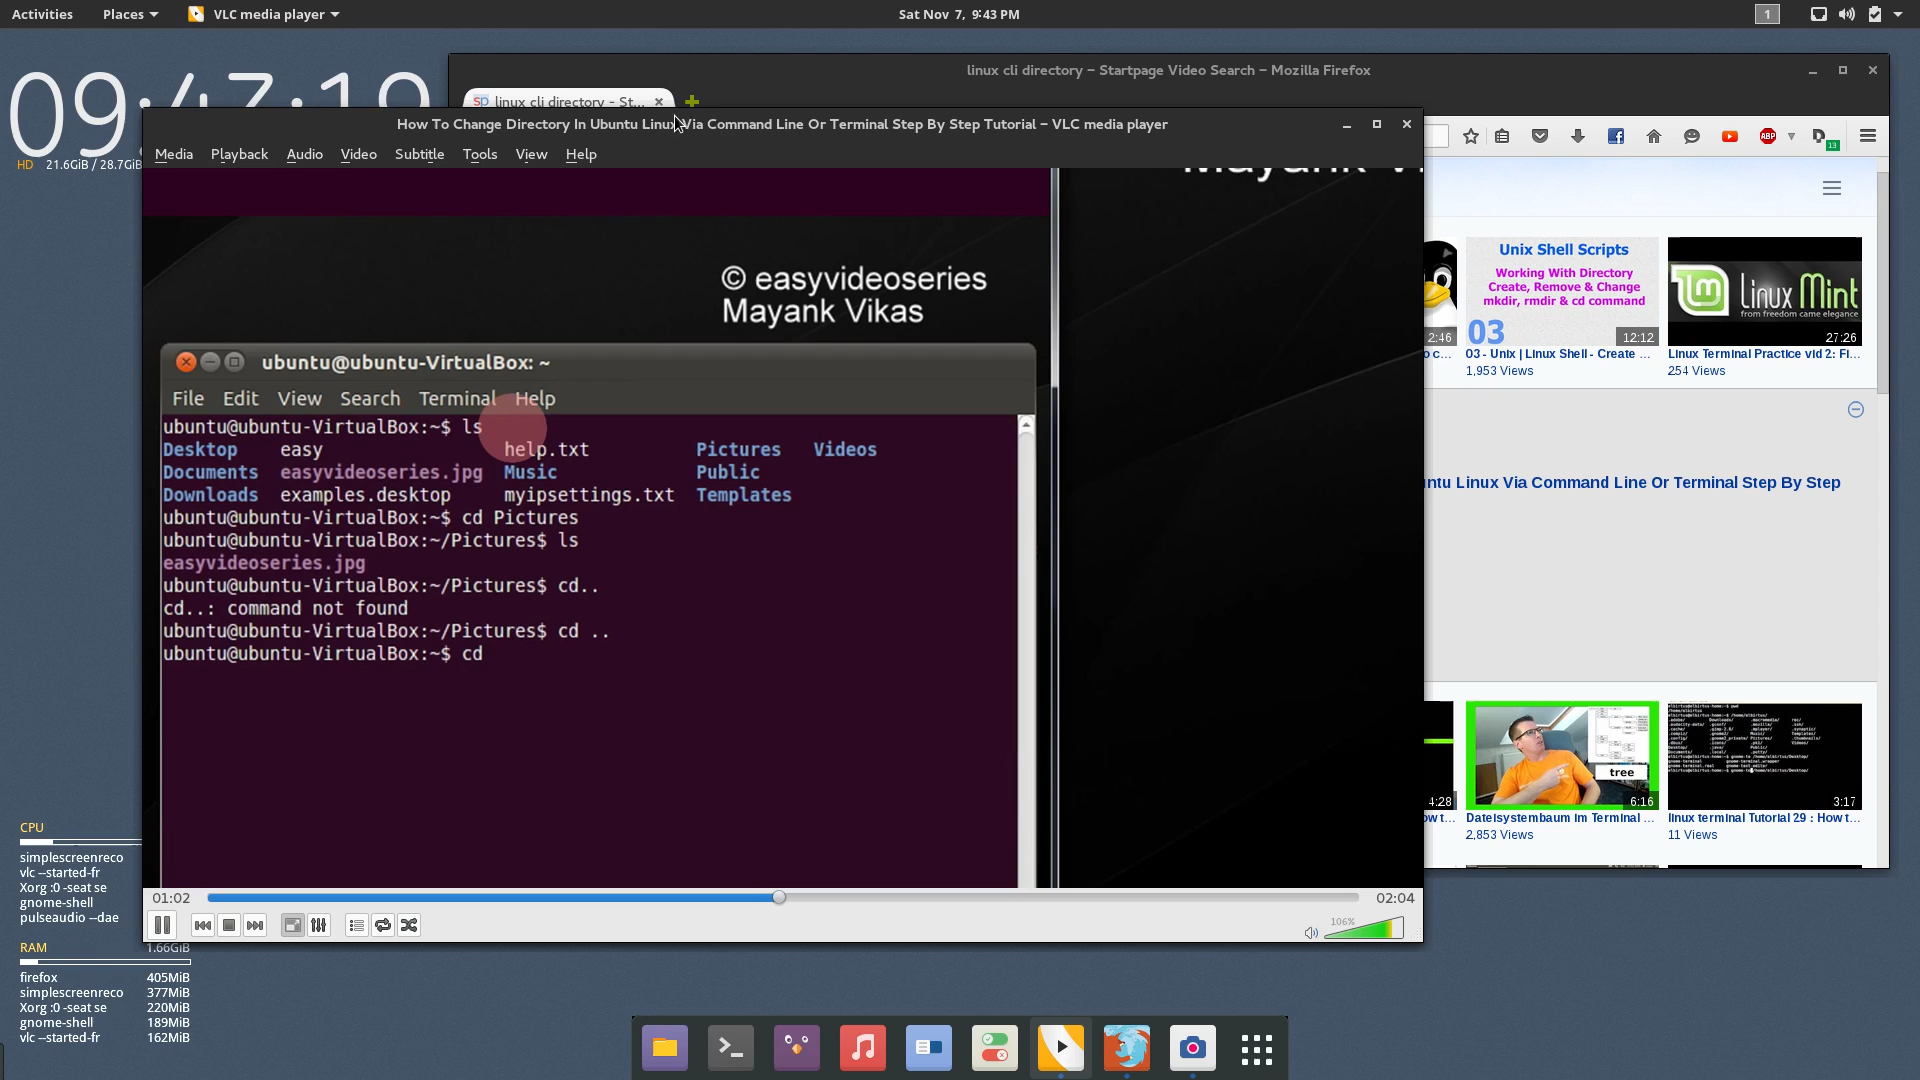 Activities Places VLC media player Sat Nov 7, 9:43 PM 1
HD 21.6GiB / 28.7GiB
linux cli directory – Startpage Video Search – Mozilla Firefox
sp linux cli directory - St...
How To Change Directory In Ubuntu Linux Via Command Line Or Terminal Step By Step Tutorial – VLC media player
Media Playback Audio Video Subtitle Tools View Help
ABP 13
© easyvideoseries
Mayank Vikas
ubuntu@ubuntu-VirtualBox: ~
File Edit View Search Terminal Help
ubuntu@ubuntu-VirtualBox:~$ ls
Desktop easy help.txt Pictures Videos
Documents easyvideoseries.jpg Music Public
Downloads examples.desktop myipsettings.txt Templates
ubuntu@ubuntu-VirtualBox:~$ cd Pictures
ubuntu@ubuntu-VirtualBox:~/Pictures$ ls
easyvideoseries.jpg
ubuntu@ubuntu-VirtualBox:~/Pictures$ cd..
cd..: command not found
ubuntu@ubuntu-VirtualBox:~/Pictures$ cd ..
ubuntu@ubuntu-VirtualBox:~$ cd
01:02 02:04
106%
Unix Shell Scripts
Working With Directory
Create, Remove & Change
mkdir, rmdir & cd command
03
2:46 12:12
Linux Mint
from freedom came elegance
27:26
03 - Unix | Linux Shell - Create ...
1,953 Views
Linux Terminal Practice vid 2: Fi...
254 Views
ntu Linux Via Command Line Or Terminal Step By Step
tree
4:28 6:16 3:17
Dateisystembaum im Terminal ...
2,853 Views
linux terminal Tutorial 29 : How t...
11 Views
CPU
simplescreenreco
vlc --started-fr
Xorg :0 -seat se
gnome-shell
pulseaudio --dae
RAM 1.66GiB
firefox 405MiB
simplescreenreco 377MiB
Xorg :0 -seat se 220MiB
gnome-shell 189MiB
vlc --started-fr 162MiB